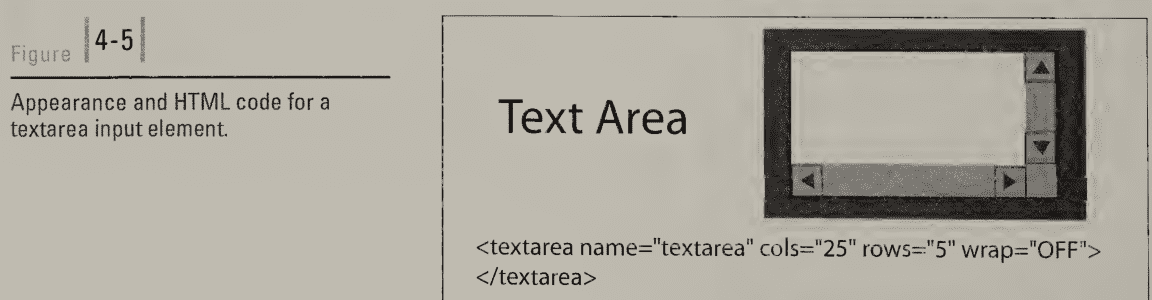 Figure 4-5
Appearance and HTML code for a
textarea input element.
Text Area
<textarea name="textarea" cols="25" rows="5" wrap="OFF">
</textarea>